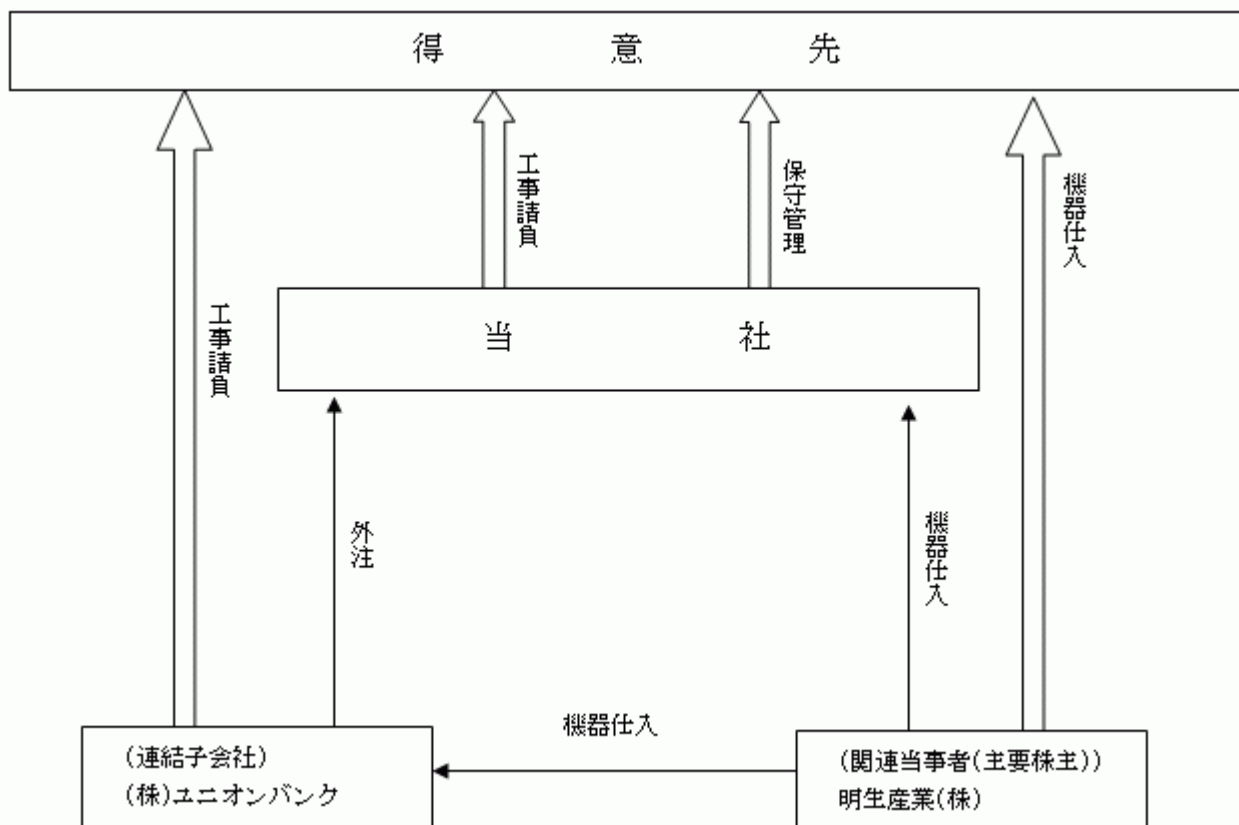 得意先
工事請負
保守管理
機器仕入
工事請負
当社
外注
機器仕入
機器仕入
(連結子会社)
(株)ユニオンバンク
(関連当事者(主要株主))
明生産業(株)